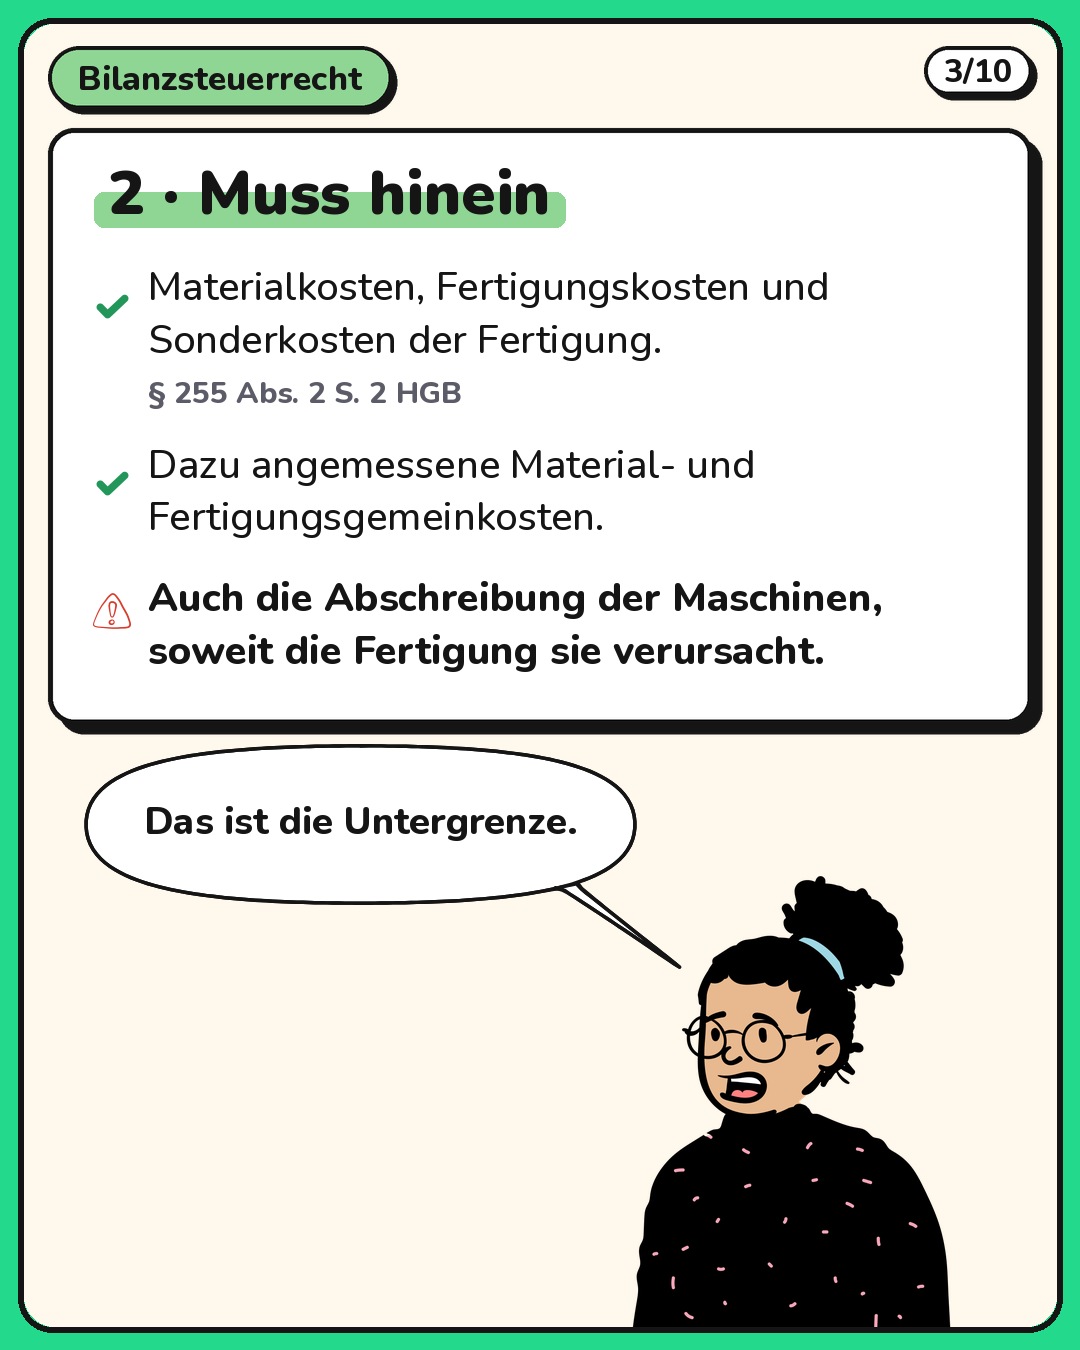 Bilanzsteuerrecht
3/10
2 · Muss hinein
Materialkosten, Fertigungskosten und
Sonderkosten der Fertigung.
§ 255 Abs. 2 S. 2 HGB
Dazu angemessene Material- und
Fertigungsgemeinkosten.
Auch die Abschreibung der Maschinen,
soweit die Fertigung sie verursacht.
Das ist die Untergrenze.